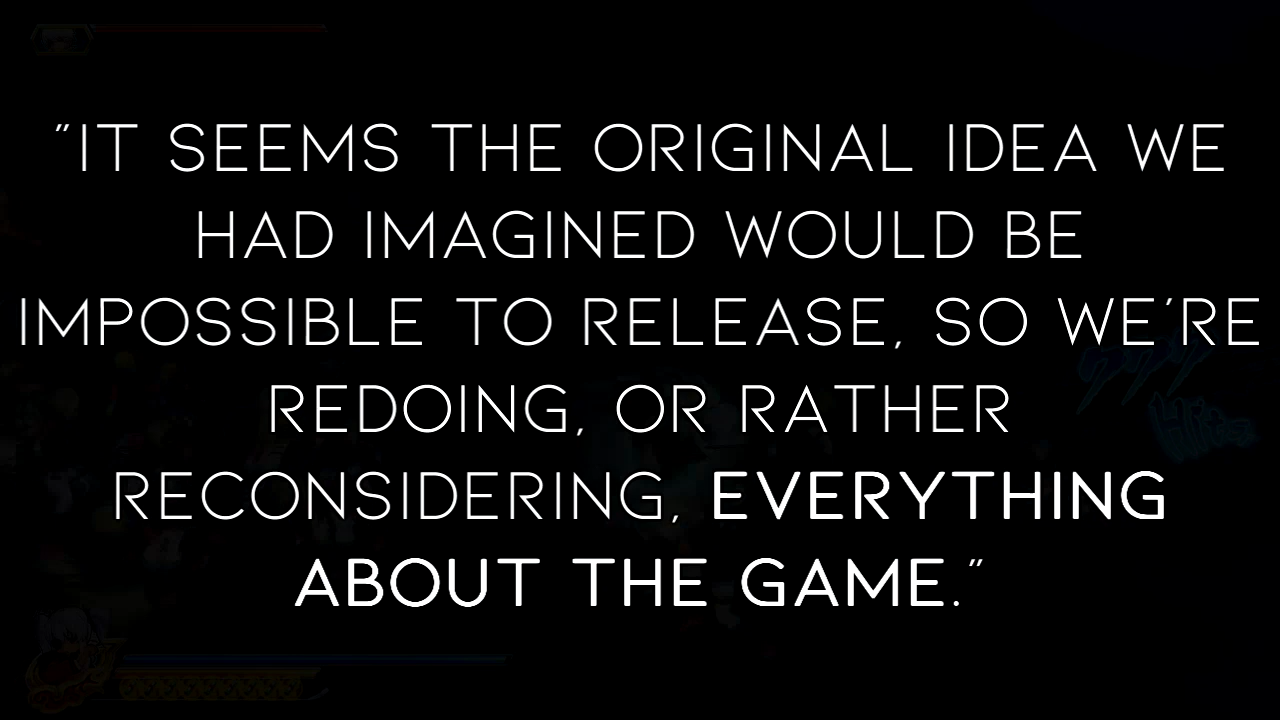 "IT SEEMS THE ORIGINAL IDEA WE
HAD IMAGINED WOULD BE
IMPOSSIBLE TO RELEASE, SO WE'RE
REDOING, OR RATHER
RECONSIDERING, EVERYTHING
ABOUT THE GAME."
Hits